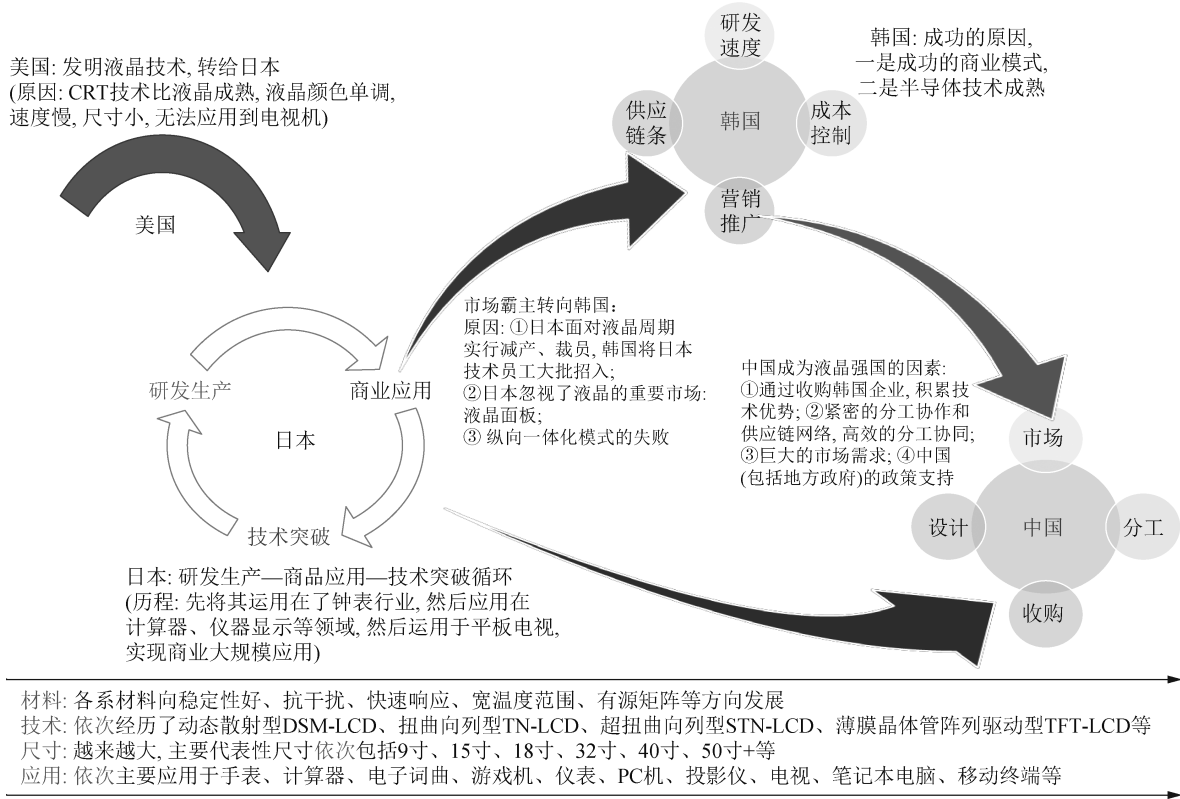 美国: 发明液晶技术, 转给日本
(原因: CRT技术比液晶成熟, 液晶颜色单调,
速度慢, 尺寸小, 无法应用到电视机)
美国
研发
速度
供应
链条
韩国
成本
控制
营销
推广
韩国: 成功的原因,
一是成功的商业模式,
二是半导体技术成熟
市场霸主转向韩国:
原因: ①日本面对液晶周期
实行减产、裁员, 韩国将日本
技术员工大批招入;
②日本忽视了液晶的重要市场:
液晶面板;
③ 纵向一体化模式的失败
研发生产
商业应用
日本
技术突破
日本: 研发生产—商品应用—技术突破循环
(历程: 先将其运用在了钟表行业, 然后应用在
计算器、仪器显示等领域, 然后运用于平板电视,
实现商业大规模应用)
中国成为液晶强国的因素:
①通过收购韩国企业, 积累技
术优势; ②紧密的分工协作和
供应链网络, 高效的分工协同;
③巨大的市场需求; ④中国
(包括地方政府)的政策支持
市场
设计
中国
分工
收购
材料: 各系材料向稳定性好、抗干扰、快速响应、宽温度范围、有源矩阵等方向发展
技术: 依次经历了动态散射型DSM-LCD、扭曲向列型TN-LCD、超扭曲向列型STN-LCD、薄膜晶体管阵列驱动型TFT-LCD等
尺寸: 越来越大, 主要代表性尺寸依次包括9寸、15寸、18寸、32寸、40寸、50寸+等
应用: 依次主要应用于手表、计算器、电子词曲、游戏机、仪表、PC机、投影仪、电视、笔记本电脑、移动终端等